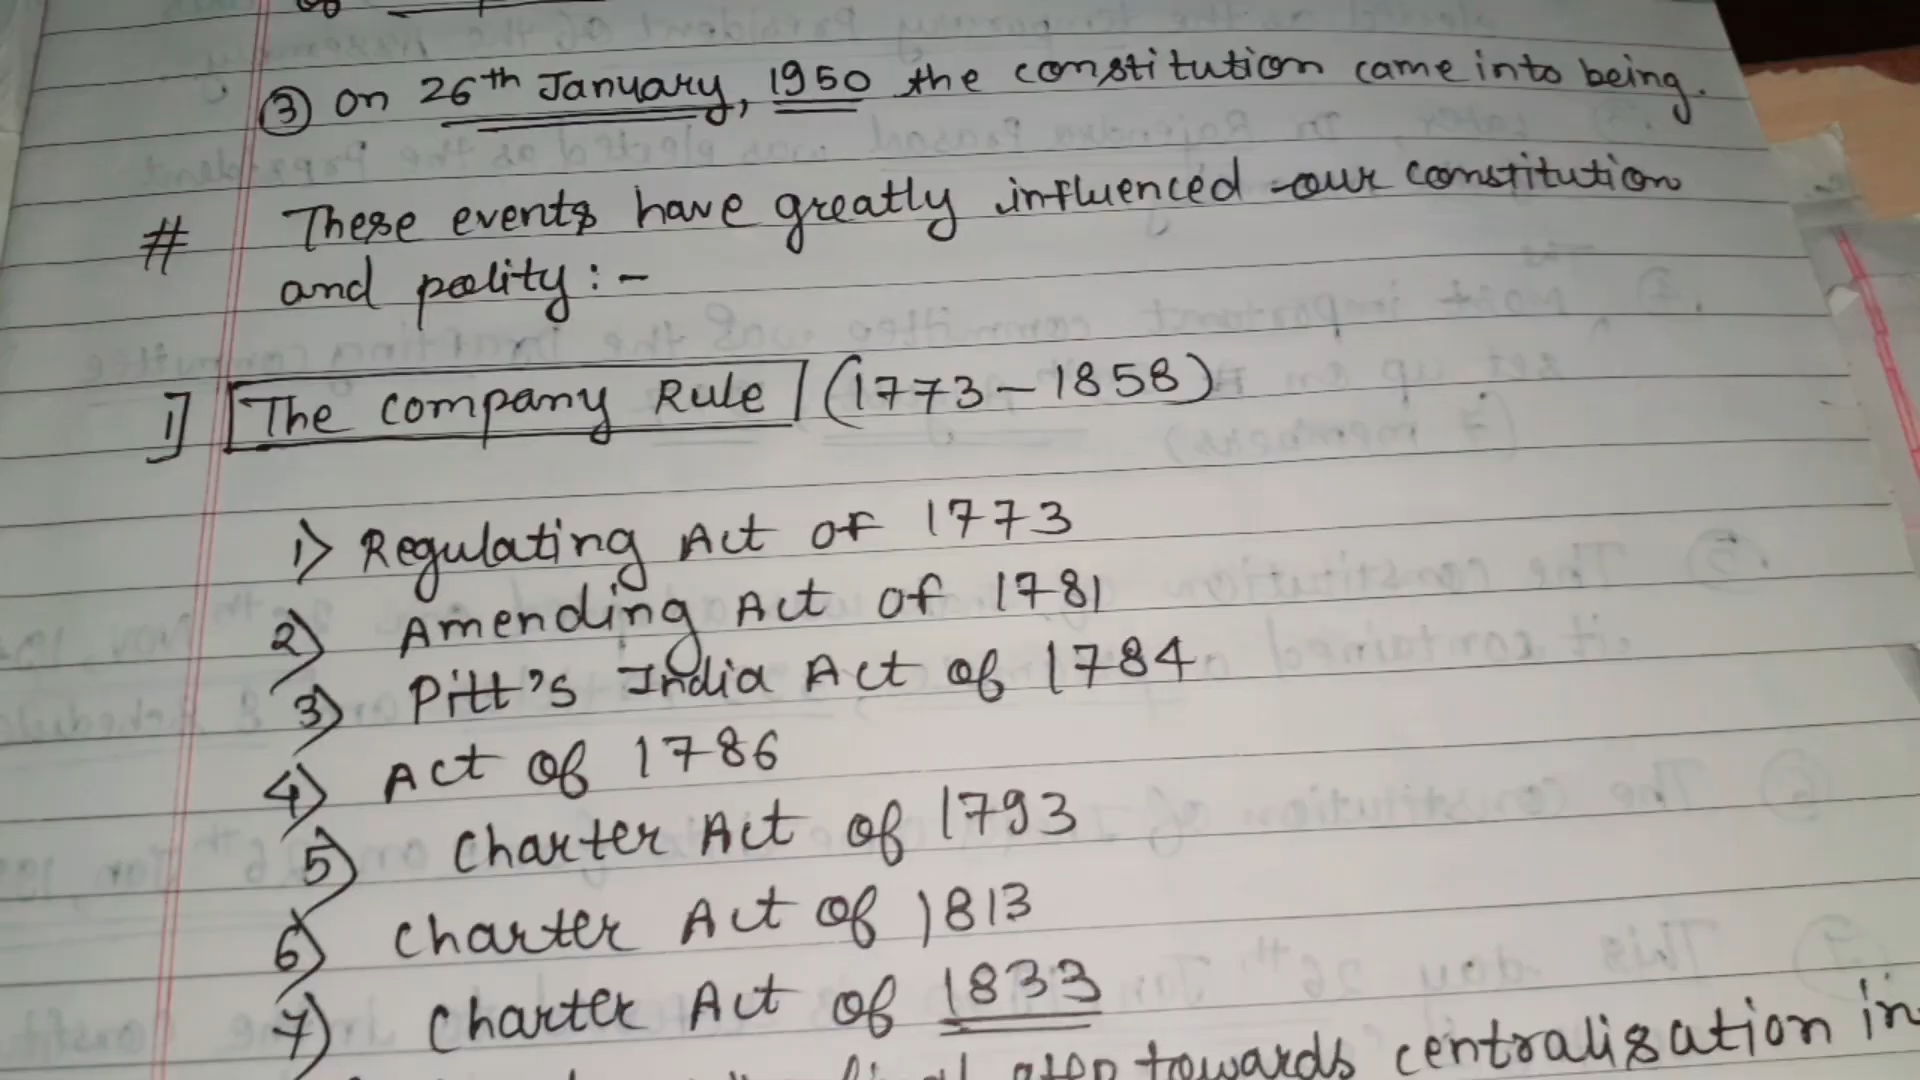 ③ on 26th January, 1950 the constitution came into being.
# These events have greatly influenced our constitution
and polity :-
1] The Company Rule (1773-1858)
1) Regulating Act of 1773
2) Amending Act of 1781
3) Pitt's India Act of 1784
4) Act of 1786
5) Charter Act of 1793
6) Charter Act of 1813
7) Charter Act of 1833
final step towards centralisation in